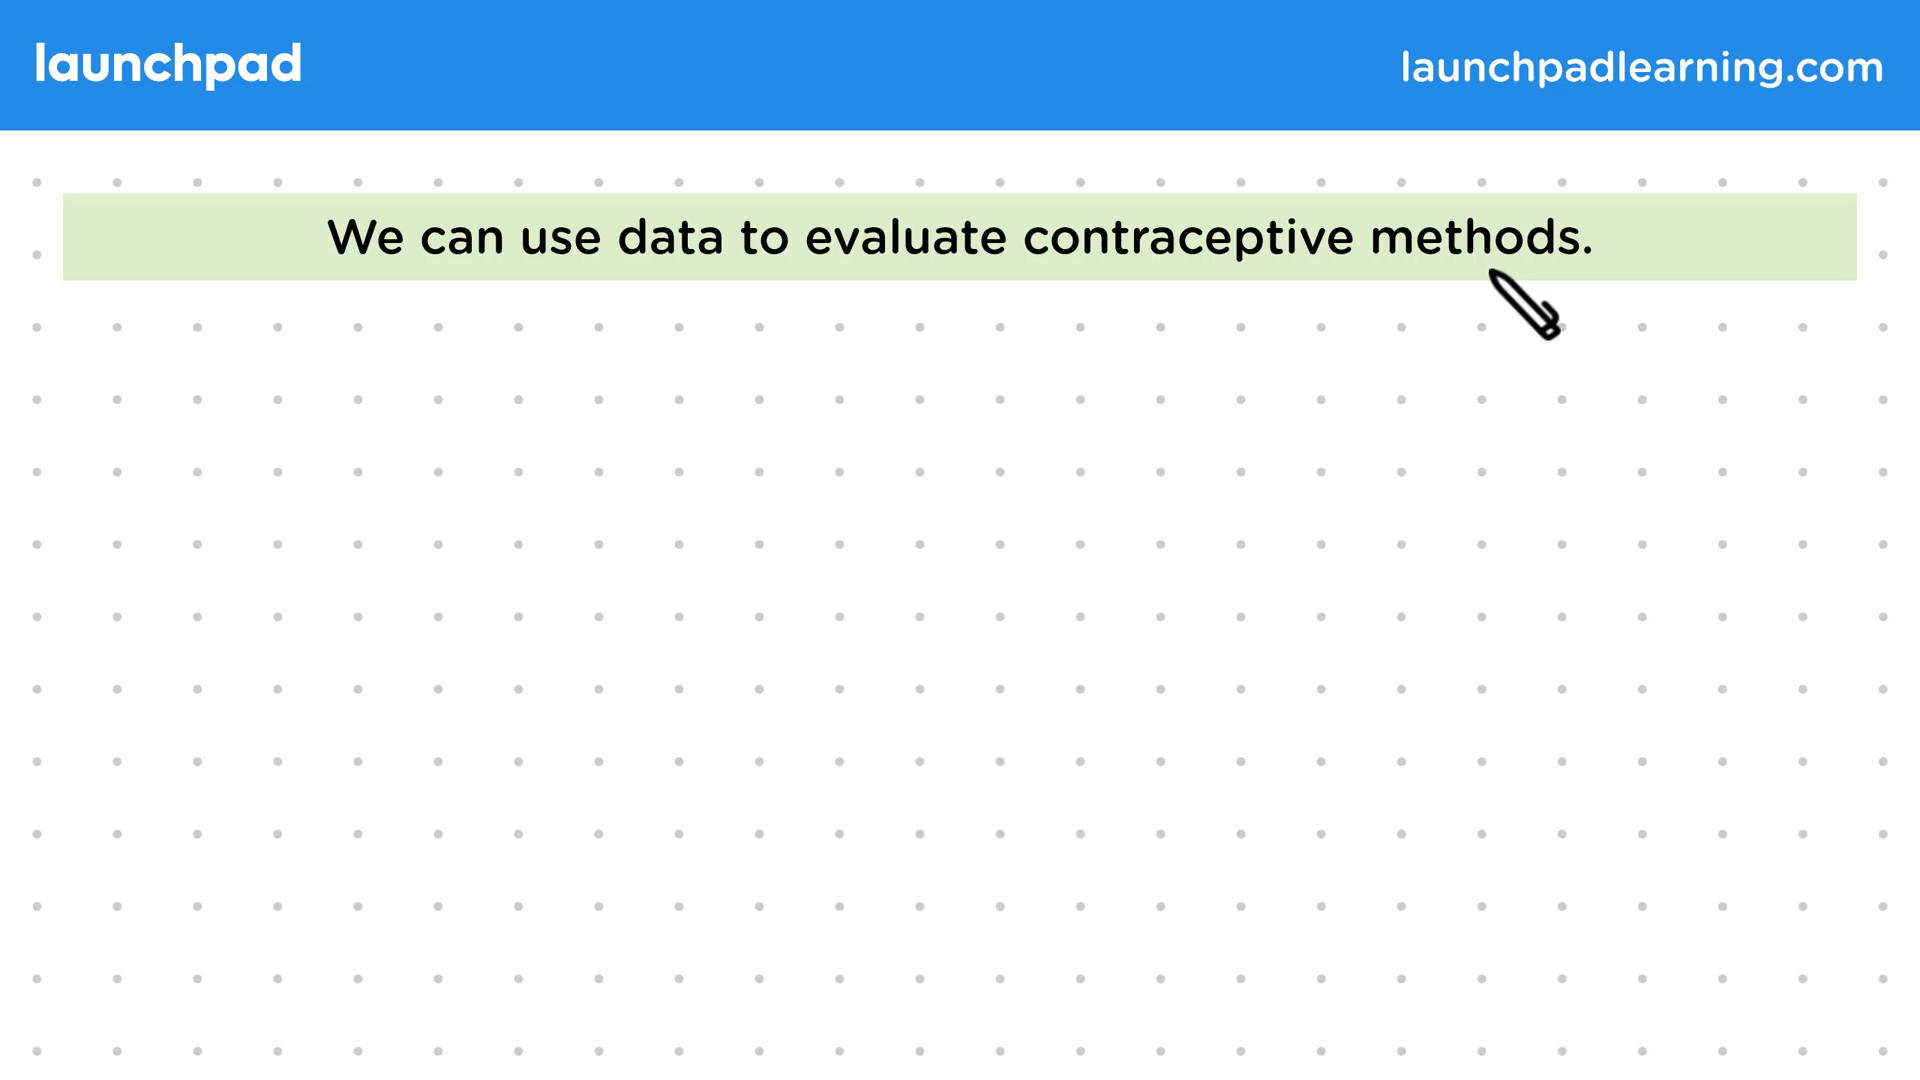 launchpad
launchpadlearning.com
We can use data to evaluate contraceptive methods.